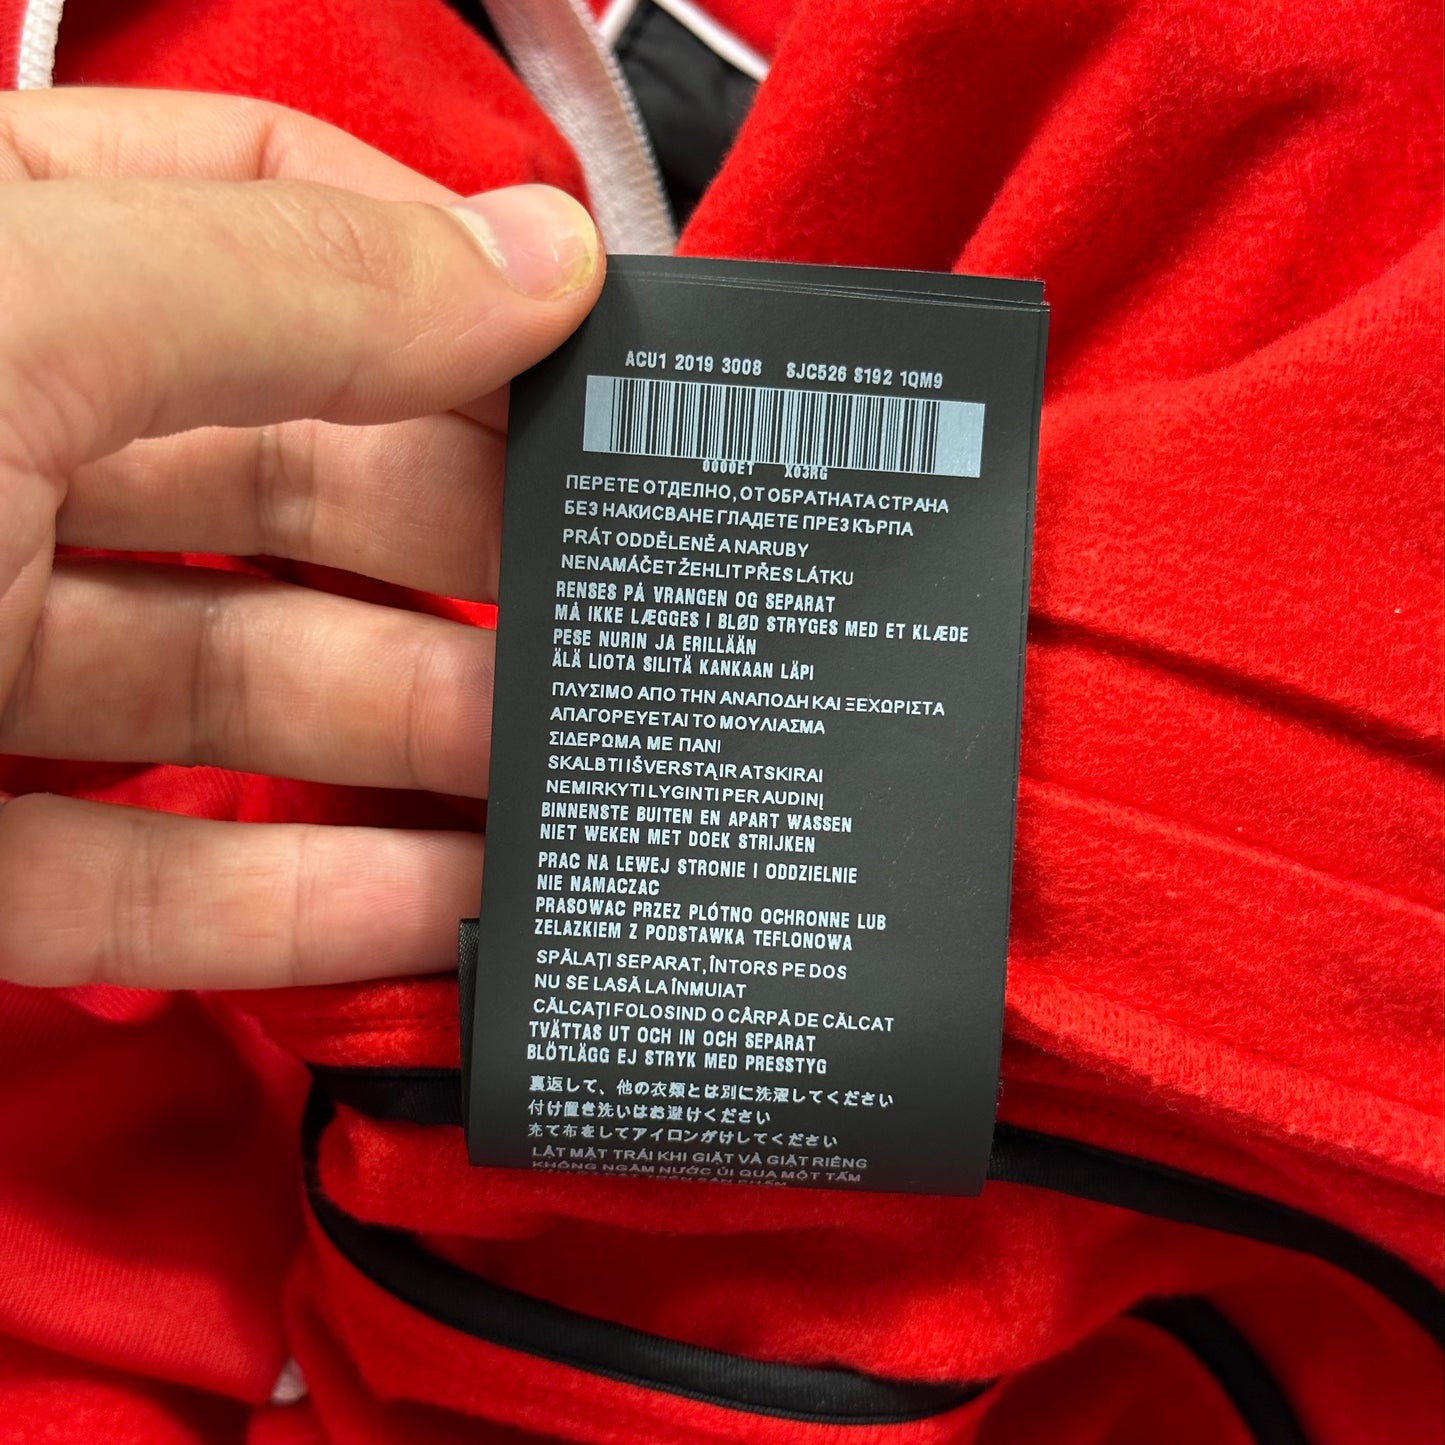 ACU1 2019 3008 SJC526 S192 1QM9
0000ET X03RG
ПЕРЕТЕ ОТДЕЛНО, ОТ ОБРАТНАТА СТРАНА
БЕЗ НАКИСВАНЕ ГЛАДЕТЕ ПРЕЗ КЪРПА
PRÁT ODDĚLENĚ A NARUBY
NENAMÁČET ŽEHLIT PŘES LÁTKU
RENSES PÅ VRANGEN OG SEPARAT
MÅ IKKE LÆGGES I BLØD STRYGES MED ET KLÆDE
PESE NURIN JA ERILLÄÄN
ÄLÄ LIOTA SILITÄ KANKAAN LÄPI
ΠΛΥΣΙΜΟ ΑΠΟ ΤΗΝ ΑΝΑΠΟΔΗ ΚΑΙ ΞΕΧΩΡΙΣΤΑ
ΑΠΑΓΟΡΕΥΕΤΑΙ ΤΟ ΜΟΥΛΙΑΣΜΑ
ΣΙΔΕΡΩΜΑ ΜΕ ΠΑΝΙ
SKALBTI IŠVERSTĄ IR ATSKIRAI
NEMIRKYTI LYGINTI PER AUDINĮ
BINNENSTE BUITEN EN APART WASSEN
NIET WEKEN MET DOEK STRIJKEN
PRAC NA LEWEJ STRONIE I ODDZIELNIE
NIE NAMACZAC
PRASOWAC PRZEZ PLÓTNO OCHRONNE LUB
ZELAZKIEM Z PODSTAWKA TEFLONOWA
SPĂLAȚI SEPARAT, ÎNTORS PE DOS
NU SE LASĂ LA ÎNMUIAT
CĂLCAȚI FOLOSIND O CÂRPĂ DE CĂLCAT
TVÄTTAS UT OCH IN OCH SEPARAT
BLÖTLÄGG EJ STRYK MED PRESSTYG
裏返して、他の衣類とは別に洗濯してください
付け置き洗いはお避けください
充て布をしてアイロンがけしてください
LẬT MẶT TRÁI KHI GIẶT VÀ GIẶT RIÊNG
KHÔNG NGÂM NƯỚC ỦI QUA MỘT TẤM